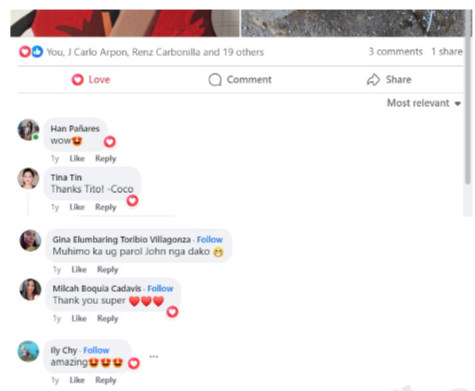 You, J Carlo Arpon, Renz Carbonilla and 19 others 3 comments 1 share
Love Comment Share
Most relevant
Han Pañares
wow😍
1y Like Reply
Tina Tin
Thanks Tito! -Coco
1y Like Reply
Gina Elumbaring Toribio Villagonza · Follow
Muhimo ka ug parol John nga dako 😁
1y Like Reply
Milcah Boquia Cadavis · Follow
Thank you super ❤️❤️❤️
1y Like Reply
Ily Chy · Follow
amazing😍😍😍
1y Like Reply